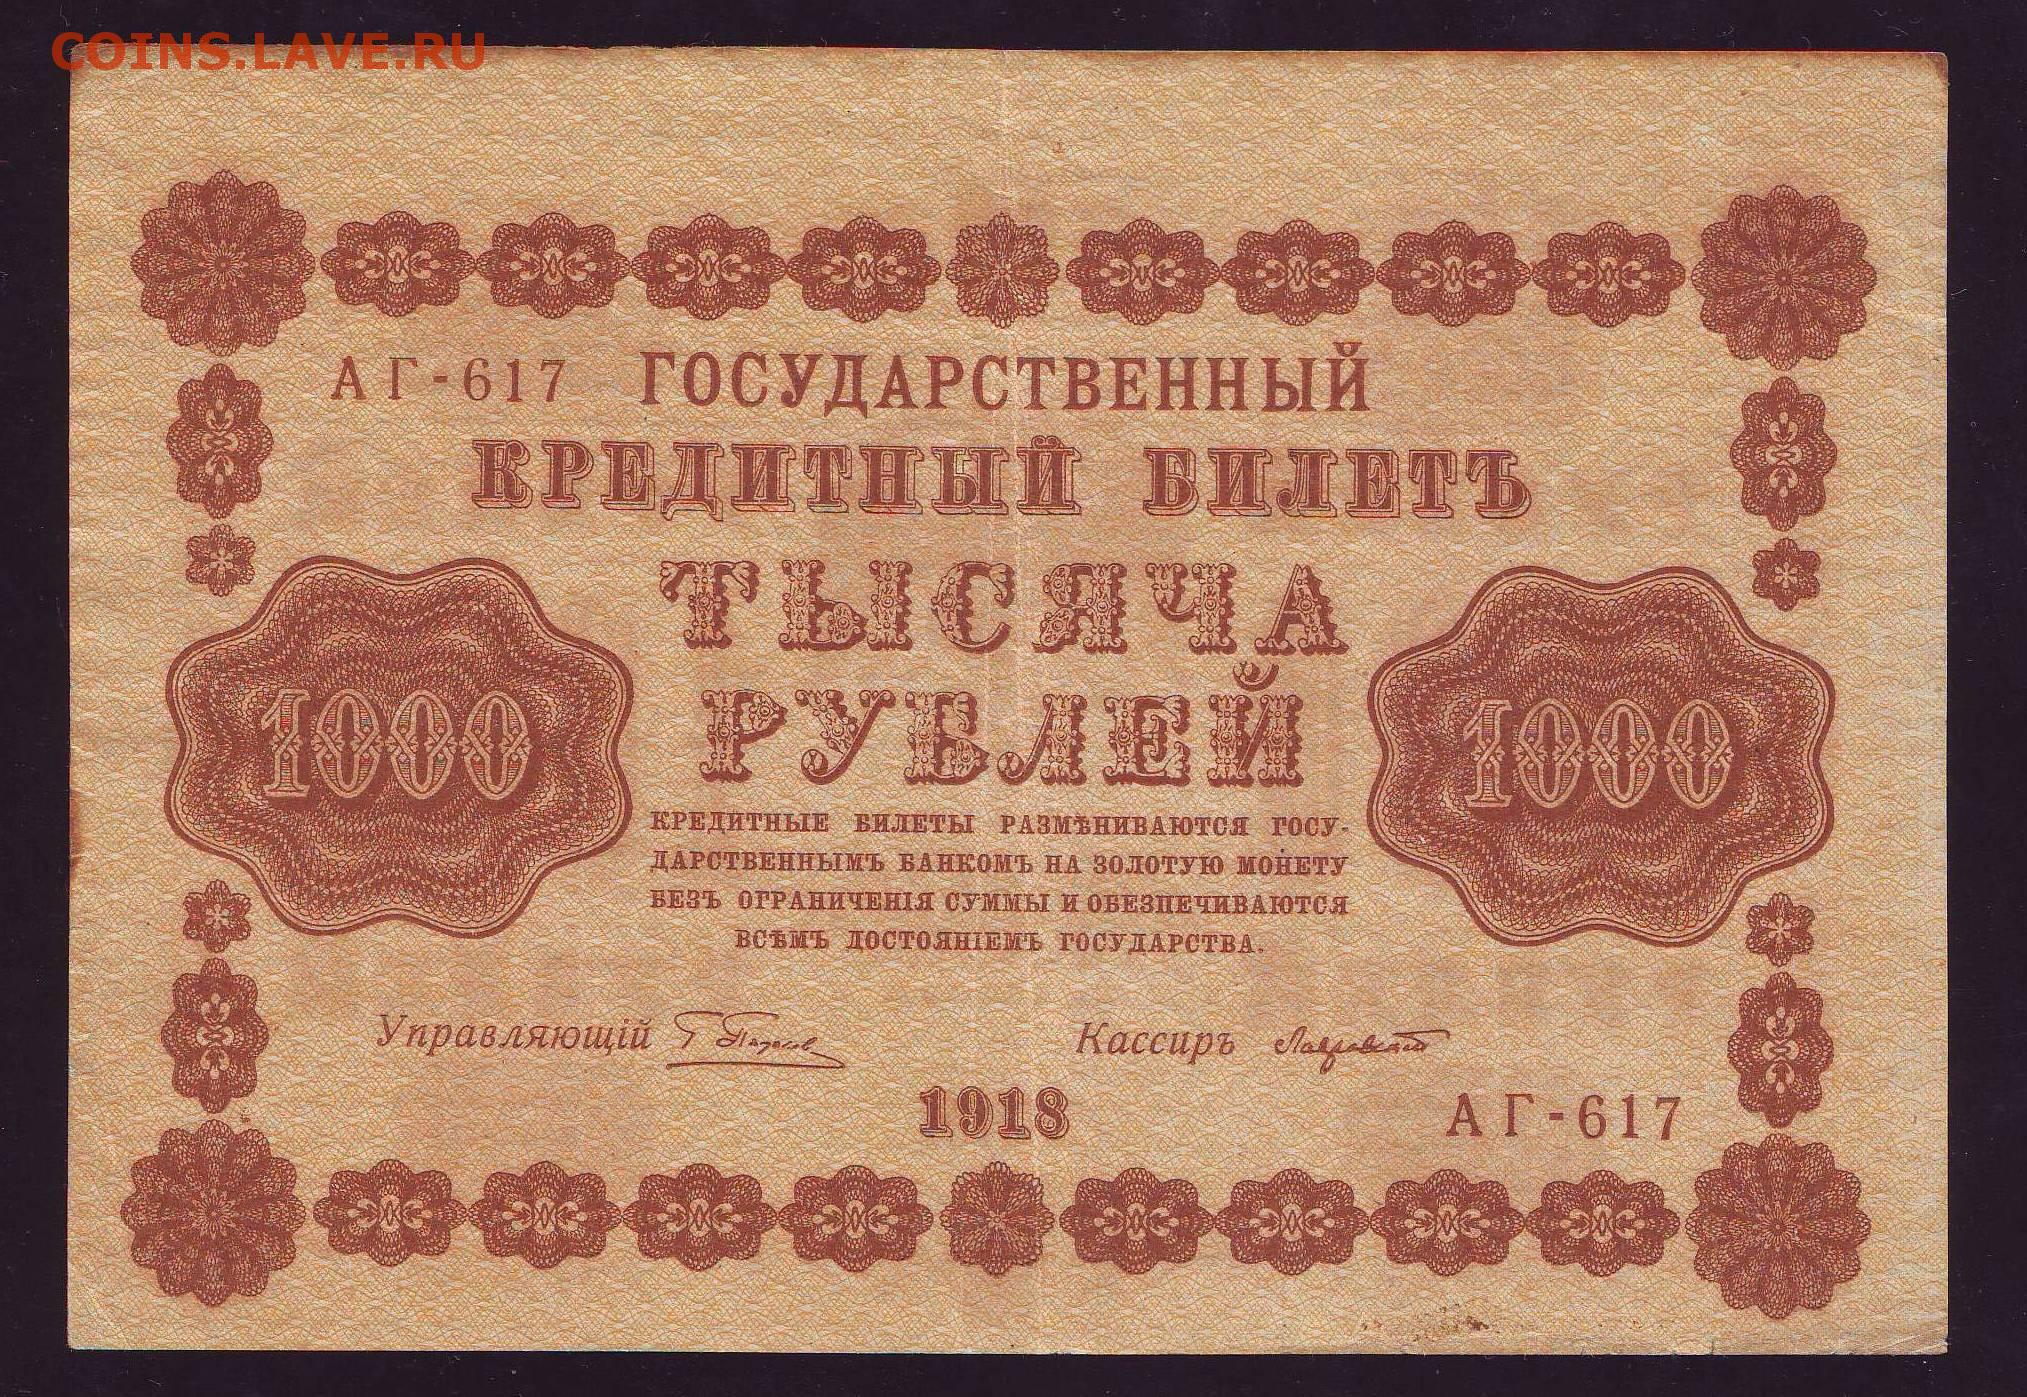 COINS.LAVE.RU
АГ-617 ГОСУДАРСТВЕННЫЙ
КРЕДИТНЫЙ БИЛЕТЪ
ТЫСЯЧА
РУБЛЕЙ
1000
1000
КРЕДИТНЫЕ БИЛЕТЫ РАЗМѢНИВАЮТСЯ ГОСУ-
ДАРСТВЕННЫМЪ БАНКОМЪ НА ЗОЛОТУЮ МОНЕТУ
БЕЗЪ ОГРАНИЧЕНІЯ СУММЫ И ОБЕЗПЕЧИВАЮТСЯ
ВСѢМЪ ДОСТОЯНІЕМЪ ГОСУДАРСТВА.
Управляющій
Кассиръ
1918
АГ-617